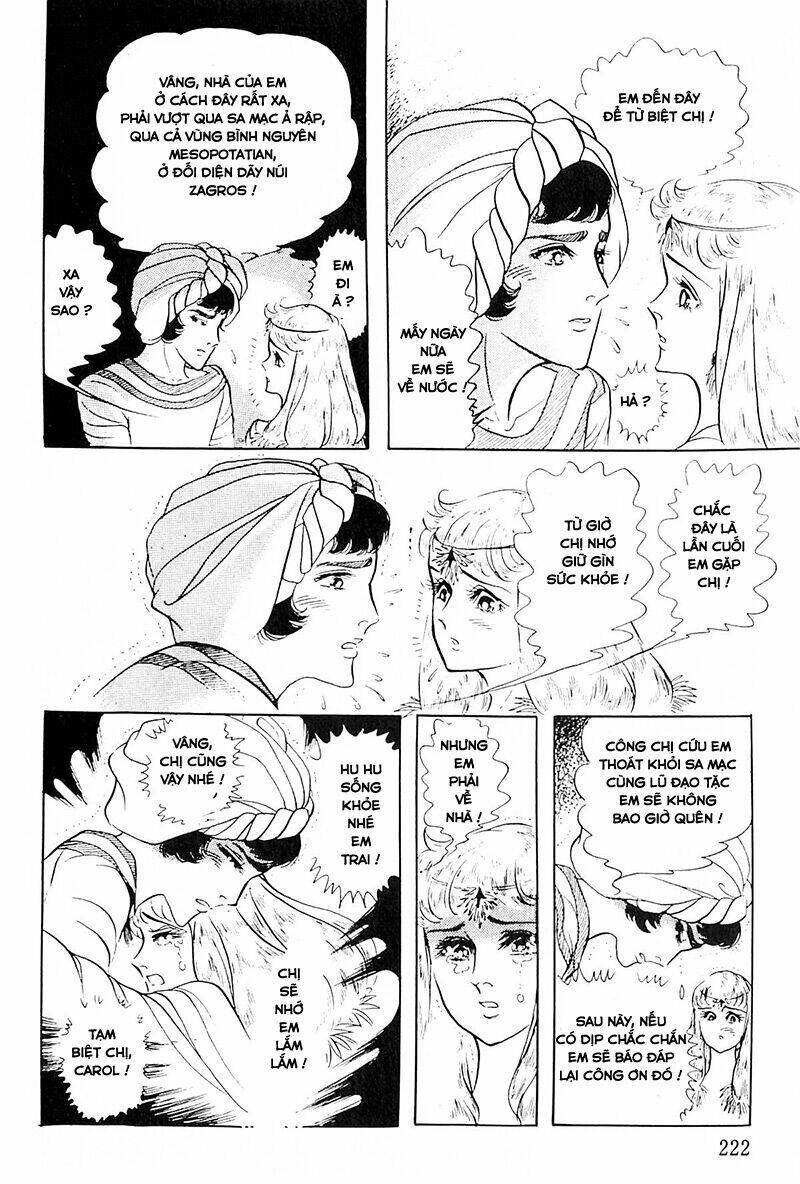 EM ĐẾN ĐÂY
ĐỂ TỪ BIỆT CHỊ !
MẤY NGÀY
NỮA
EM SẼ
VỀ NƯỚC !
HẢ ?
VÂNG, NHÀ CỦA EM
Ở CÁCH ĐÂY RẤT XA,
PHẢI VƯỢT QUA SA MẠC Ả RẬP,
QUA CẢ VÙNG BÌNH NGUYÊN
MESOPOTATIAN,
Ở ĐỐI DIỆN DÃY NÚI
ZAGROS !
EM
ĐI
À ?
XA
VẬY
SAO ?
CHẮC
ĐÂY LÀ
LẦN CUỐI
EM GẶP
CHỊ !
TỪ GIỜ
CHỊ NHỚ
GIỮ GÌN
SỨC KHỎE !
CÔNG CHỊ CỨU EM
THOÁT KHỎI SA MẠC
CÙNG LŨ ĐẠO TẶC
EM SẼ KHÔNG
BAO GIỜ QUÊN !
SAU NÀY, NẾU
CÓ DỊP CHẮC CHẮN
EM SẼ BÁO ĐÁP
LẠI CÔNG ƠN ĐÓ !
NHƯNG
EM
PHẢI
VỀ
NHÀ !
HU HU
SỐNG
KHỎE
NHÉ
EM
TRAI !
VÂNG,
CHỊ CŨNG
VẬY NHÉ !
CHỊ
SẼ
NHỚ
EM
LẮM
LẮM !
TẠM
BIỆT CHỊ,
CAROL !
222